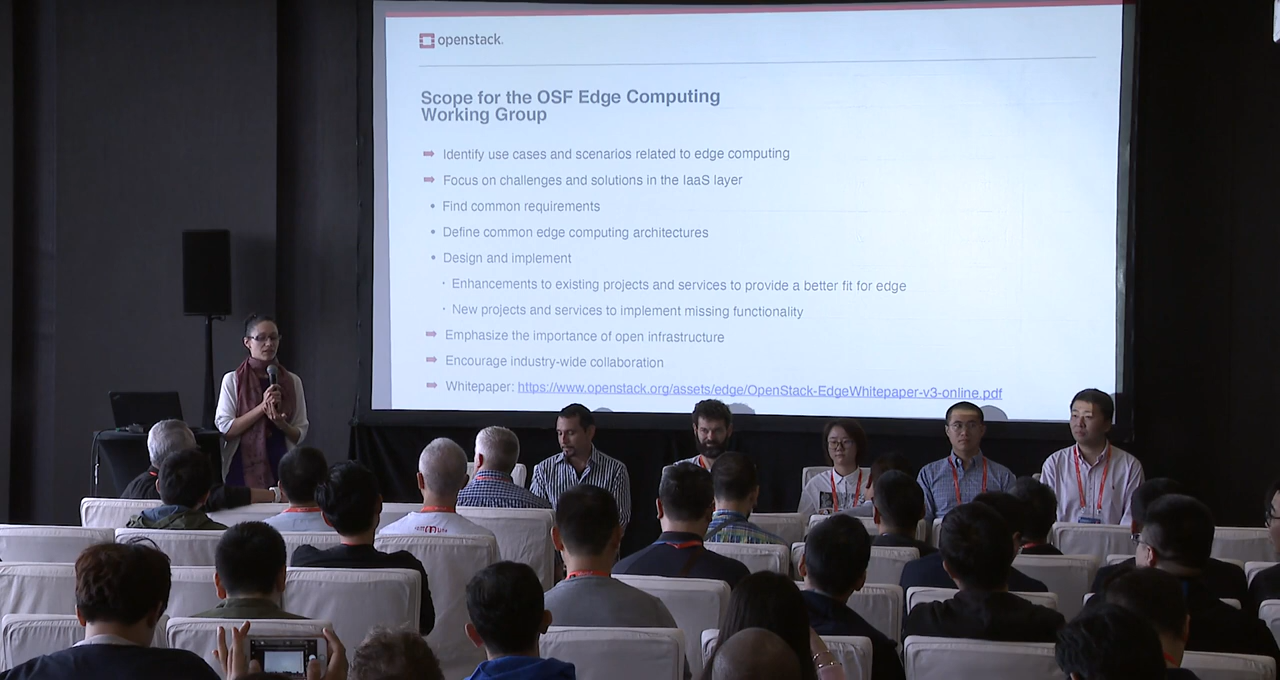 openstack.
Scope for the OSF Edge Computing
Working Group
Identify use cases and scenarios related to edge computing
Focus on challenges and solutions in the IaaS layer
Find common requirements
Define common edge computing architectures
Design and implement
Enhancements to existing projects and services to provide a better fit for edge
New projects and services to implement missing functionality
Emphasize the importance of open infrastructure
Encourage industry-wide collaboration
Whitepaper: https://www.openstack.org/assets/edge/OpenStack-EdgeWhitepaper-v3-online.pdf